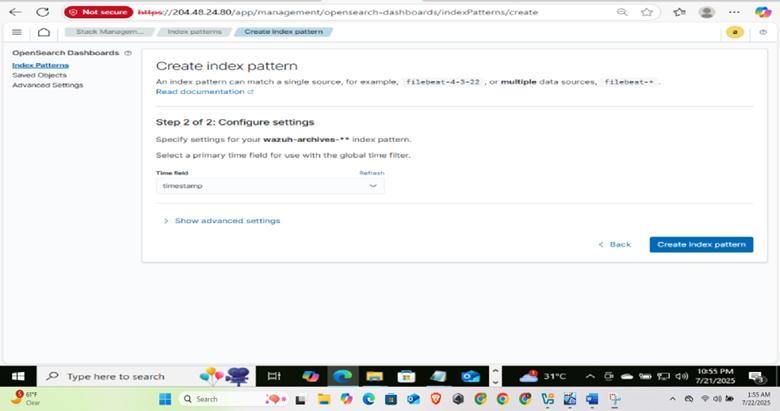 Not secure https://204.48.24.80/app/management/opensearch-dashboards/indexPatterns/create
Stack Managem... Index patterns Create index pattern a
OpenSearch Dashboards
Index Patterns
Saved Objects
Advanced Settings
Create index pattern
An index pattern can match a single source, for example, filebeat-4-3-22 , or multiple data sources, filebeat-* .
Read documentation
Step 2 of 2: Configure settings
Specify settings for your wazuh-archives-** index pattern.
Select a primary time field for use with the global time filter.
Time field Refresh
timestamp
Show advanced settings
Back Create index pattern
Type here to search 31°C 10:55 PM
7/21/2025 3
5 61°F
Clear
Search 1:55 AM
7/22/2025